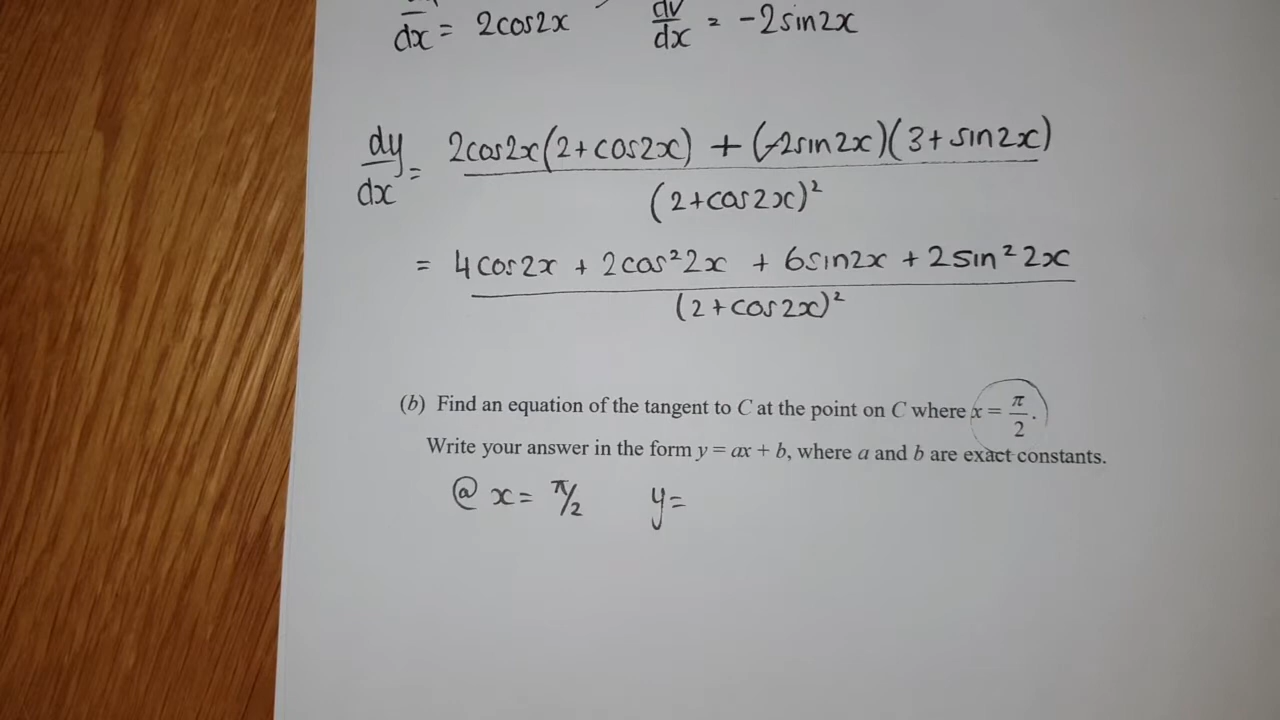 dx = 2cos2x dv/dx = -2sin2x
dy/dx = 2cos2x(2+cos2x) + (-2sin2x)(3+sin2x)
(2+cos2x)²
= 4cos2x + 2cos²2x + 6sin2x + 2sin²2x
(2+cos2x)²
(b) Find an equation of the tangent to C at the point on C where x = π/2.
Write your answer in the form y = ax + b, where a and b are exact constants.
@ x = π/2 y=